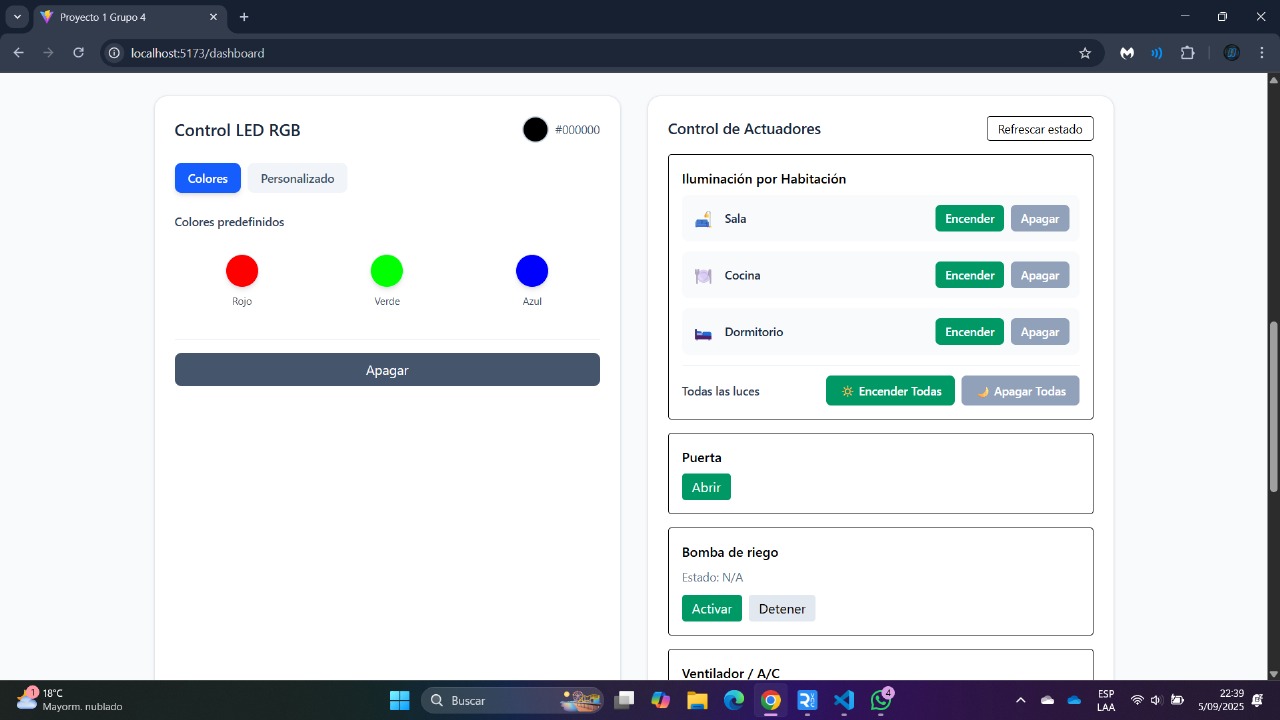 Proyecto 1 Grupo 4
localhost:5173/dashboard
Control LED RGB
#000000
Colores
Personalizado
Colores predefinidos
Rojo
Verde
Azul
Apagar
Control de Actuadores
Refrescar estado
Iluminación por Habitación
Sala
Encender
Apagar
Cocina
Encender
Apagar
Dormitorio
Encender
Apagar
Todas las luces
Encender Todas
Apagar Todas
Puerta
Abrir
Bomba de riego
Estado: N/A
Activar
Detener
Ventilador / A/C
1
18°C
Mayorm. nublado
Buscar
4
ESP
LAA
22:39
5/09/2025